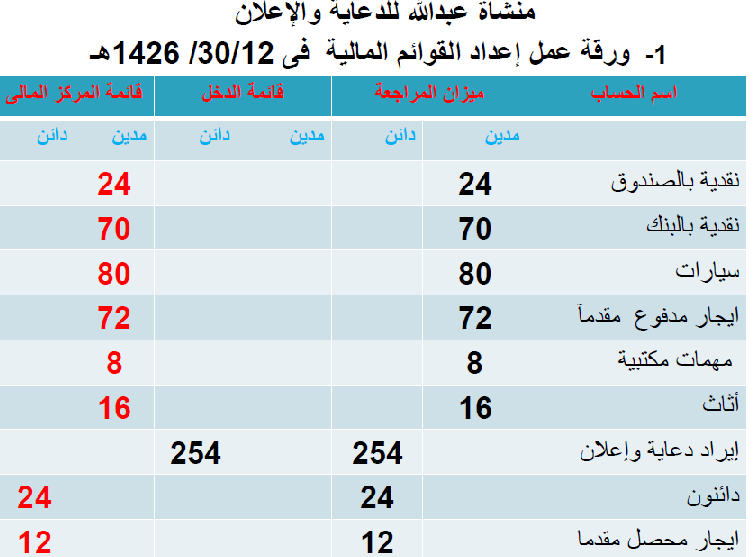 منشاة عبدالله للدعاية والإعلان
1- ورقة عمل إعداد القوائم المالية فى 30/12/ 1426هـ
اسم الحساب ميزان المراجعة قائمة الدخل قائمة المركز المالى
مدين دائن مدين دائن مدين دائن
نقدية بالصندوق 24 24
نقدية بالبنك 70 70
سيارات 80 80
ايجار مدفوع مقدمآ 72 72
مهمات مكتبية 8 8
أثاث 16 16
إيراد دعاية وإعلان 254 254
دائنون 24 24
ايجار محصل مقدما 12 12